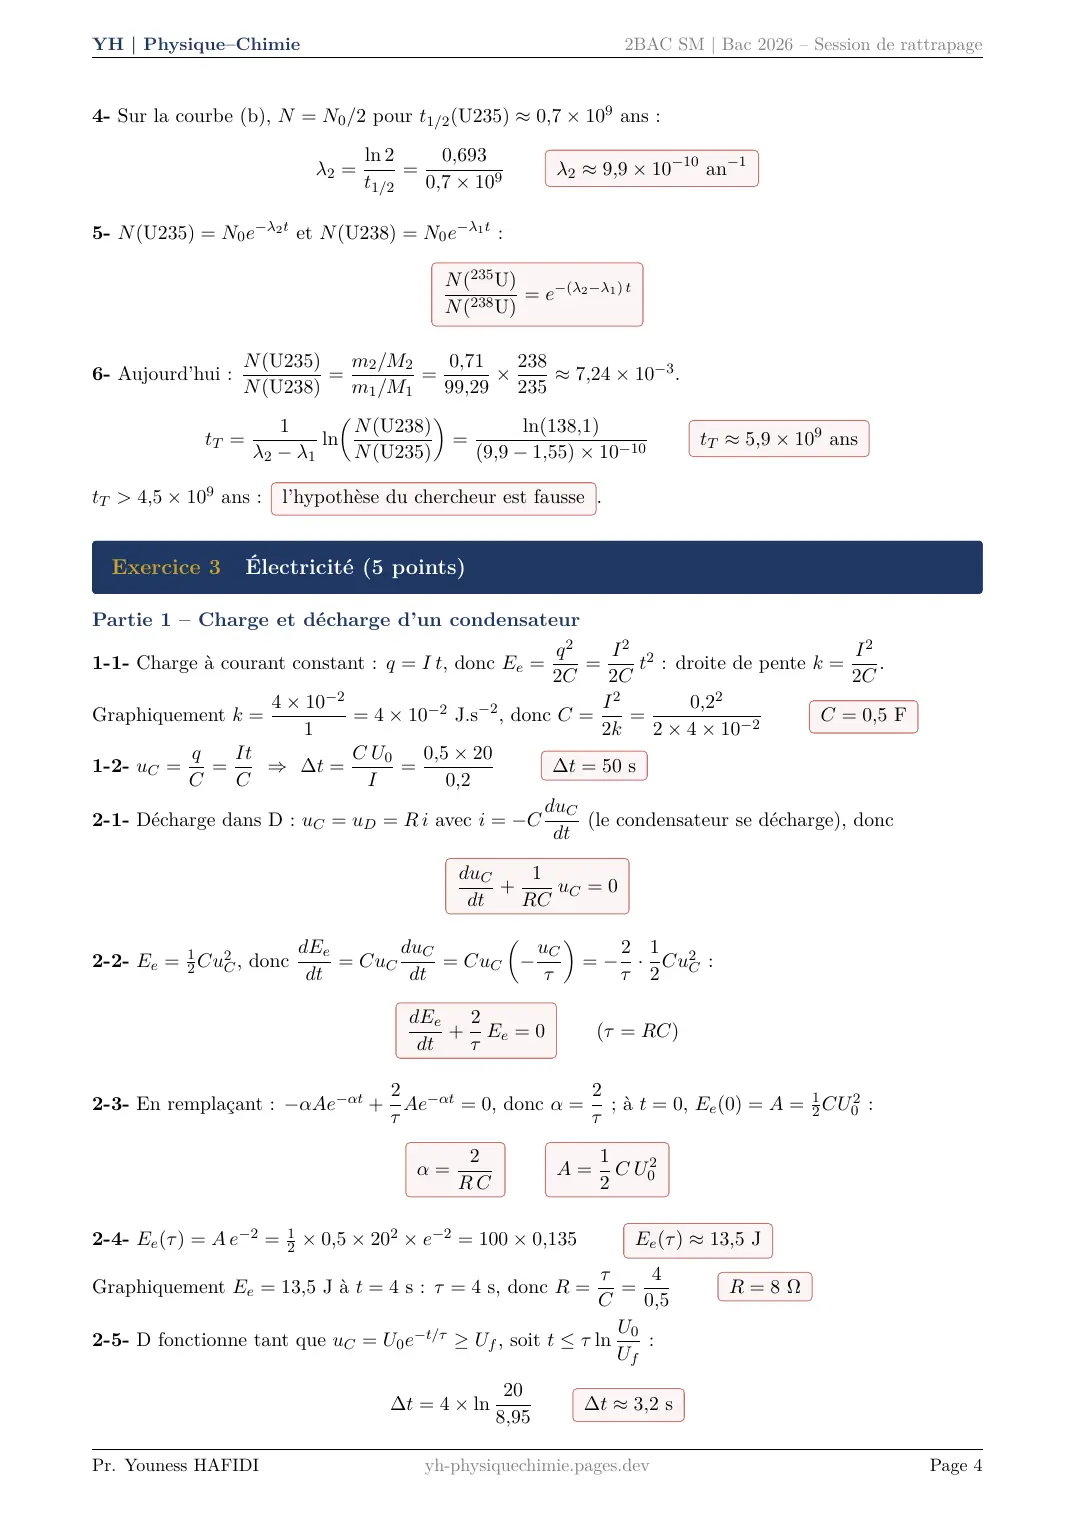 YH | Physique–Chimie 2BAC SM | Bac 2026 – Session de rattrapage
4- Sur la courbe (b), N = N₀/2 pour t₁/₂(U235) ≈ 0,7 × 10⁹ ans :
λ₂ = ln 2 / t₁/₂ = 0,693 / (0,7 × 10⁹) λ₂ ≈ 9,9 × 10⁻¹⁰ an⁻¹
5- N(U235) = N₀e^(−λ₂t) et N(U238) = N₀e^(−λ₁t) :
N(²³⁵U) / N(²³⁸U) = e^(−(λ₂−λ₁) t)
6- Aujourd'hui : N(U235) / N(U238) = (m₂/M₂) / (m₁/M₁) = 0,71 / 99,29 × 238 / 235 ≈ 7,24 × 10⁻³.
t_T = 1 / (λ₂ − λ₁) ln( N(U238) / N(U235) ) = ln(138,1) / ((9,9 − 1,55) × 10⁻¹⁰) t_T ≈ 5,9 × 10⁹ ans
t_T > 4,5 × 10⁹ ans : l'hypothèse du chercheur est fausse .
Exercice 3 Électricité (5 points)
Partie 1 – Charge et décharge d'un condensateur
1-1- Charge à courant constant : q = I t, donc Eₑ = q² / 2C = I² / 2C t² : droite de pente k = I² / 2C.
Graphiquement k = (4 × 10⁻²) / 1 = 4 × 10⁻² J.s⁻², donc C = I² / 2k = 0,2² / (2 × 4 × 10⁻²) C = 0,5 F
1-2- u_C = q / C = It / C ⇒ Δt = C U₀ / I = (0,5 × 20) / 0,2 Δt = 50 s
2-1- Décharge dans D : u_C = u_D = R i avec i = −C du_C / dt (le condensateur se décharge), donc
du_C / dt + 1 / RC u_C = 0
2-2- Eₑ = ½Cu_C², donc dEₑ / dt = Cu_C du_C / dt = Cu_C (−u_C / τ) = −2 / τ · 1 / 2 Cu_C² :
dEₑ / dt + 2 / τ Eₑ = 0 (τ = RC)
2-3- En remplaçant : −αAe^(−αt) + 2 / τ Ae^(−αt) = 0, donc α = 2 / τ ; à t = 0, Eₑ(0) = A = ½CU₀² :
α = 2 / R C A = 1 / 2 C U₀²
2-4- Eₑ(τ) = A e⁻² = ½ × 0,5 × 20² × e⁻² = 100 × 0,135 Eₑ(τ) ≈ 13,5 J
Graphiquement Eₑ = 13,5 J à t = 4 s : τ = 4 s, donc R = τ / C = 4 / 0,5 R = 8 Ω
2-5- D fonctionne tant que u_C = U₀e^(−t/τ) ≥ U_f, soit t ≤ τ ln U₀ / U_f :
Δt = 4 × ln 20 / 8,95 Δt ≈ 3,2 s
Pr. Youness HAFIDI yh-physiquechimie.pages.dev Page 4